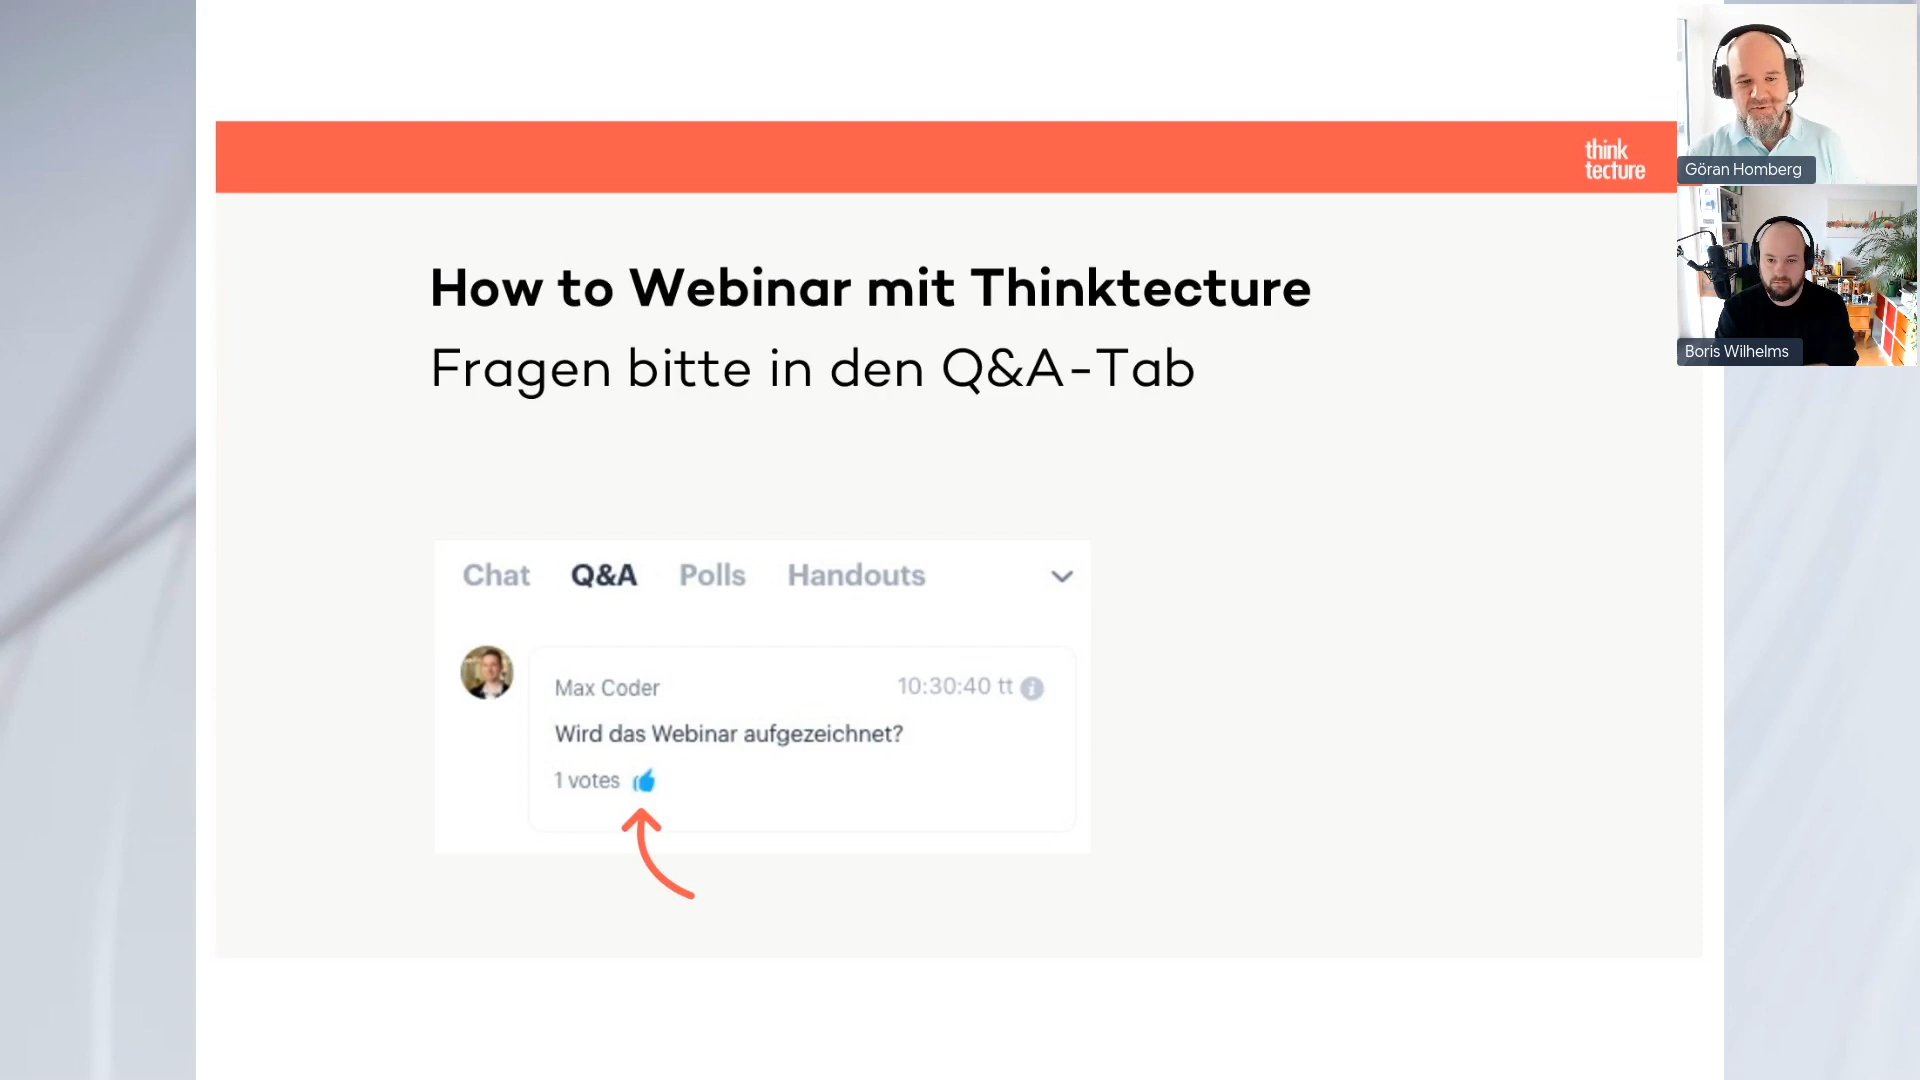 think
tecture
Göran Homberg
Boris Wilhelms
How to Webinar mit Thinktecture
Fragen bitte in den Q&A-Tab
Chat Q&A Polls Handouts
Max Coder 10:30:40 tt
Wird das Webinar aufgezeichnet?
1 votes